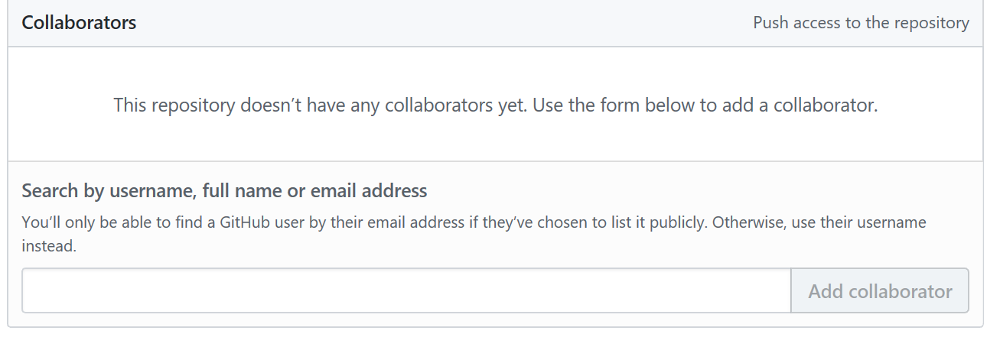 Collaborators
Push access to the repository
This repository doesn’t have any collaborators yet. Use the form below to add a collaborator.
Search by username, full name or email address
You’ll only be able to find a GitHub user by their email address if they’ve chosen to list it publicly. Otherwise, use their username
instead.
Add collaborator